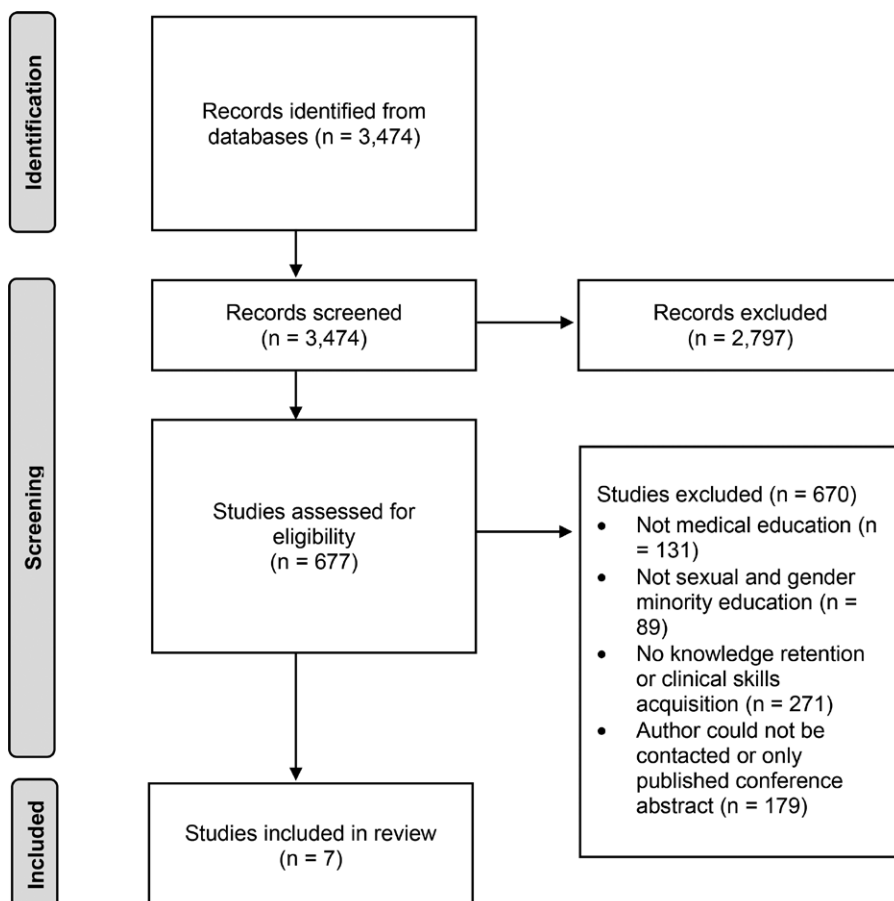 Identification
Records identified from
databases (n = 3,474)
Screening
Records screened
(n = 3,474)
Records excluded
(n = 2,797)
Studies assessed for
eligibility
(n = 677)
Studies excluded (n = 670)
• Not medical education (n
= 131)
• Not sexual and gender
minority education (n =
89)
• No knowledge retention
or clinical skills
acquisition (n = 271)
• Author could not be
contacted or only
published conference
abstract (n = 179)
Included
Studies included in review
(n = 7)